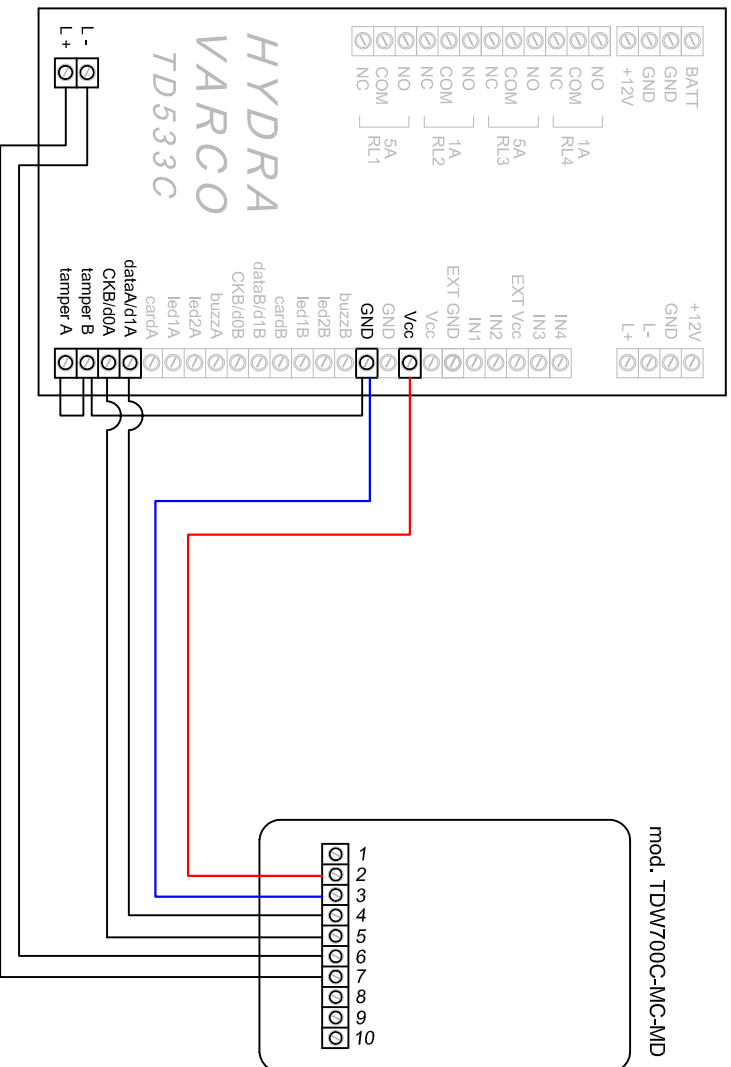 L +
L -
HYDRA
VARCO
TD533C
NC
COM
NO
NC
COM
NO
NC
COM
NO
NC
COM
NO
5A
RL1
1A
RL2
5A
RL3
1A
RL4
+12V
GND
GND
BATT
tamper A
tamper B
CKB/d0A
dataA/d1A
cardA
led1A
led2A
buzzA
CKB/d0B
dataB/d1B
cardB
led1B
led2B
buzzB
GND
GND
Vcc
Vcc
EXT GND
IN1
IN2
EXT Vcc
IN3
IN4
L+
L-
GND
+12V
mod. TDW700C-MC-MD
1
2
3
4
5
6
7
8
9
10